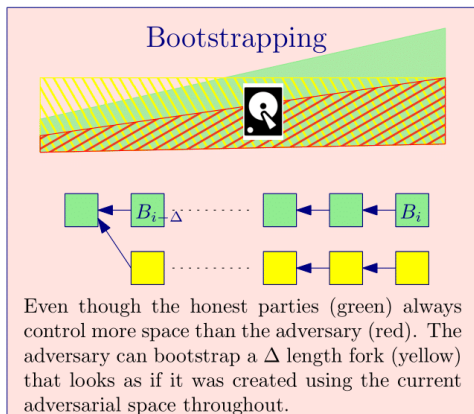 Bootstrapping
B_{i−Δ}
B_i
Even though the honest parties (green) always
control more space than the adversary (red). The
adversary can bootstrap a Δ length fork (yellow)
that looks as if it was created using the current
adversarial space throughout.